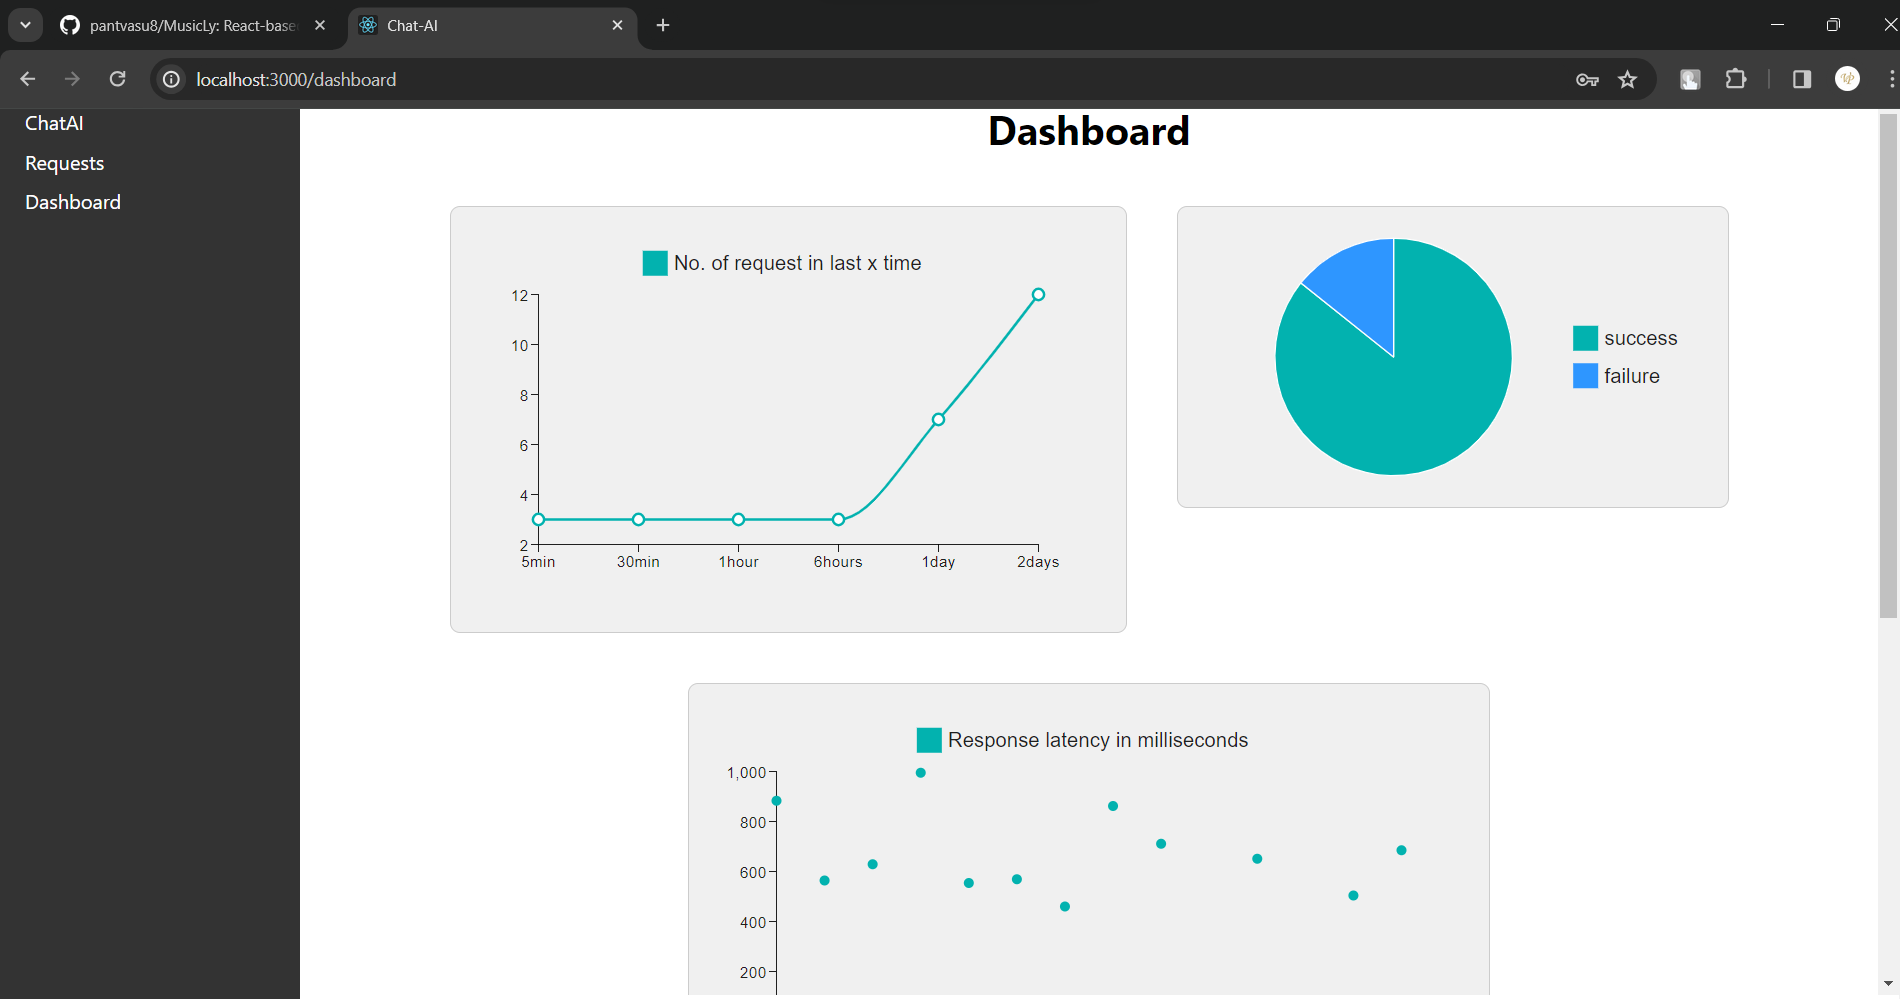 pantvasu8/MusicLy: React-base
Chat-AI
localhost:3000/dashboard
ChatAI
Requests
Dashboard
Dashboard
No. of request in last x time
12
10
8
6
4
2
5min 30min 1hour 6hours 1day 2days
success
failure
Response latency in milliseconds
1,000
800
600
400
200